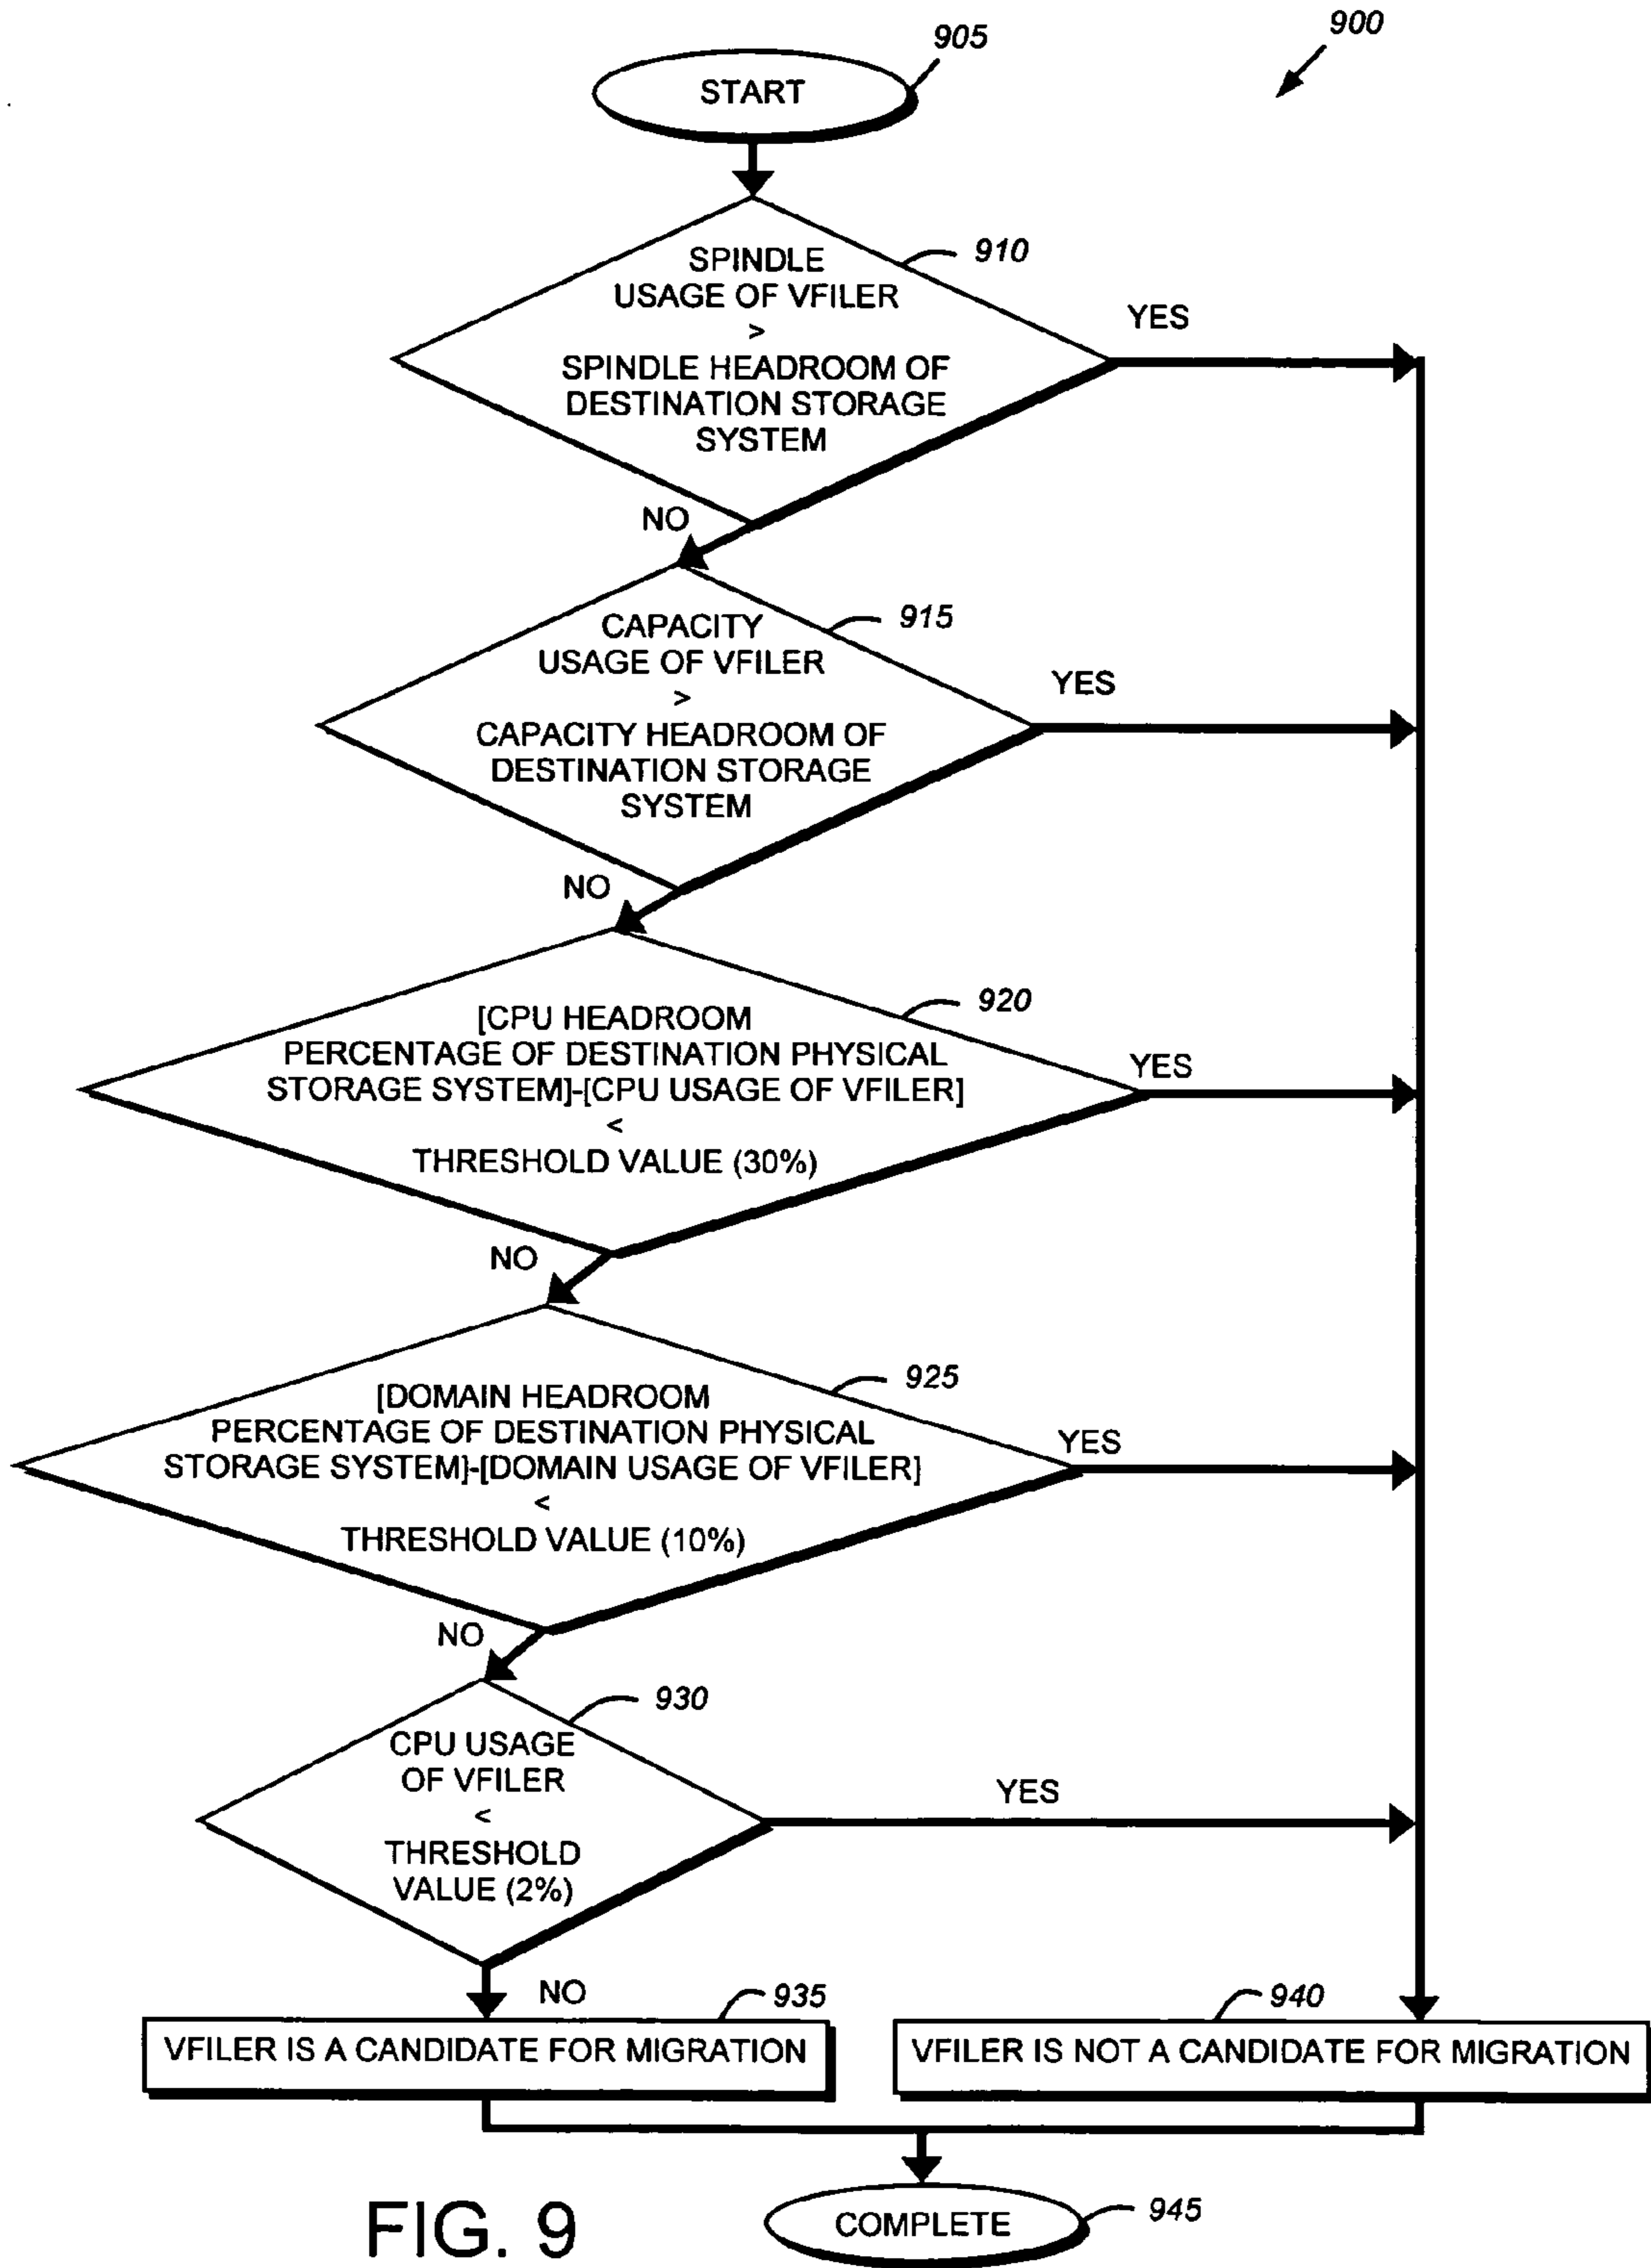 905
900
START
910
SPINDLE
USAGE OF VFILER
>
SPINDLE HEADROOM OF
DESTINATION STORAGE
SYSTEM
YES
NO
915
CAPACITY
USAGE OF VFILER
>
CAPACITY HEADROOM OF
DESTINATION STORAGE
SYSTEM
YES
NO
920
[CPU HEADROOM
PERCENTAGE OF DESTINATION PHYSICAL
STORAGE SYSTEM]-[CPU USAGE OF VFILER]
<
THRESHOLD VALUE (30%)
YES
NO
925
[DOMAIN HEADROOM
PERCENTAGE OF DESTINATION PHYSICAL
STORAGE SYSTEM]-[DOMAIN USAGE OF VFILER]
<
THRESHOLD VALUE (10%)
YES
NO
930
CPU USAGE
OF VFILER
<
THRESHOLD
VALUE (2%)
YES
NO
935
VFILER IS A CANDIDATE FOR MIGRATION
940
VFILER IS NOT A CANDIDATE FOR MIGRATION
COMPLETE
945
FIG. 9